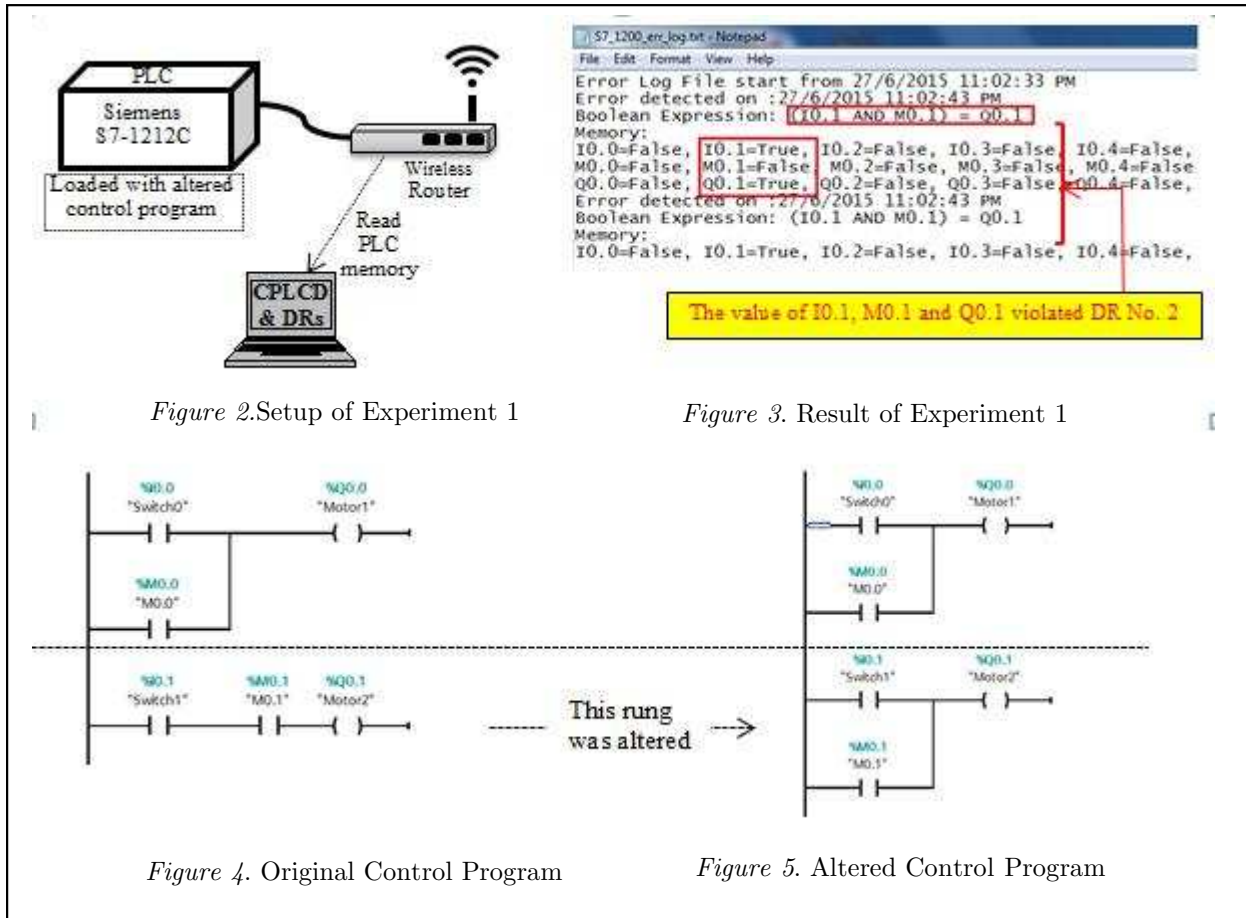 PLC
Siemens
S7-1212C
Loaded with altered
control program
Wireless
Router
Read
PLC
memory
CPLCD
& DRs
Figure 2.Setup of Experiment 1
S7_1200_err_log.txt - Notepad
File Edit Format View Help
Error Log File start from 27/6/2015 11:02:33 PM
Error detected on :27/6/2015 11:02:43 PM
Boolean Expression: (I0.1 AND M0.1) = Q0.1
Memory:
I0.0=False, I0.1=True, I0.2=False, I0.3=False, I0.4=False,
M0.0=False, M0.1=False, M0.2=False, M0.3=False, M0.4=False
Q0.0=False, Q0.1=True, Q0.2=False, Q0.3=False, Q0.4=False,
Error detected on :27/6/2015 11:02:43 PM
Boolean Expression: (I0.1 AND M0.1) = Q0.1
Memory:
I0.0=False, I0.1=True, I0.2=False, I0.3=False, I0.4=False,
The value of I0.1, M0.1 and Q0.1 violated DR No. 2
Figure 3. Result of Experiment 1
%I0.0
"Switch0"
%Q0.0
"Motor1"
%M0.0
"M0.0"
%I0.1
"Switch1"
%M0.1
"M0.1"
%Q0.1
"Motor2"
This rung
was altered
Figure 4. Original Control Program
%I0.0
"Switch0"
%Q0.0
"Motor1"
%M0.0
"M0.0"
%I0.1
"Switch1"
%Q0.1
"Motor2"
%M0.1
"M0.1"
Figure 5. Altered Control Program